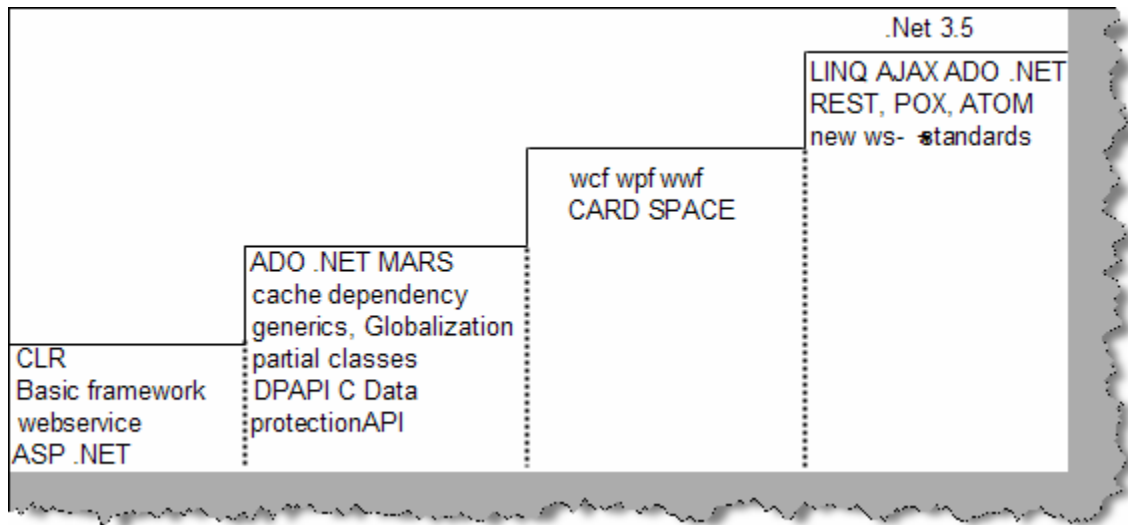 .Net 3.5
LINQ AJAX ADO .NET
REST, POX, ATOM
new ws- standards
wcf wpf wwf
CARD SPACE
ADO .NET MARS
cache dependency
generics, Globalization
partial classes
DPAPI C Data
protectionAPI
CLR
Basic framework
webservice
ASP .NET